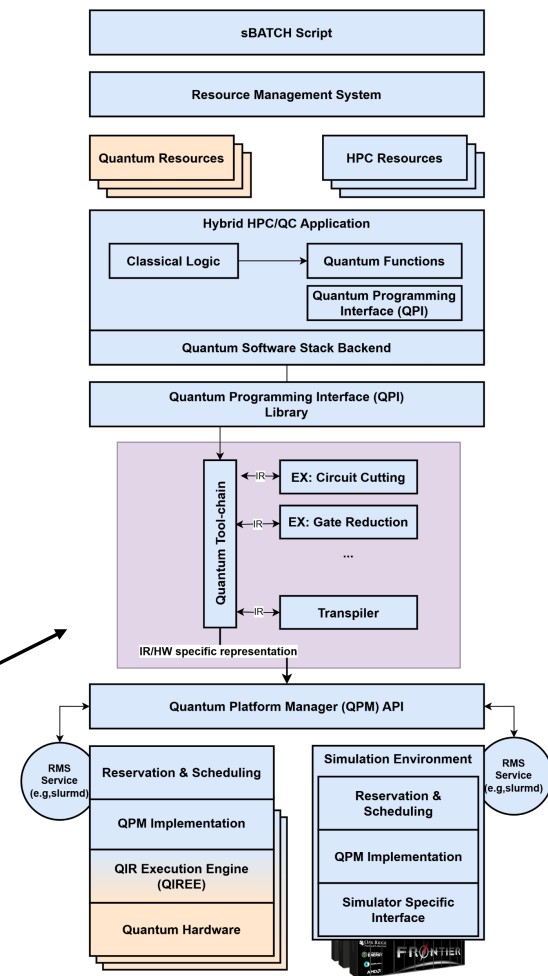 sBATCH Script
Resource Management System
Quantum Resources
HPC Resources
Hybrid HPC/QC Application
Classical Logic
Quantum Functions
Quantum Programming
Interface (QPI)
Quantum Software Stack Backend
Quantum Programming Interface (QPI)
Library
Quantum Tool-chain
IR
EX: Circuit Cutting
IR
EX: Gate Reduction
...
IR
Transpiler
IR/HW specific representation
Quantum Platform Manager (QPM) API
RMS
Service
(e.g,slurmd)
Reservation & Scheduling
QPM Implementation
QIR Execution Engine
(QIREE)
Quantum Hardware
Simulation Environment
Reservation &
Scheduling
QPM Implementation
Simulator Specific
Interface
RMS
Service
(e.g,slurmd)
ENERGY
AMD
FRONTIER